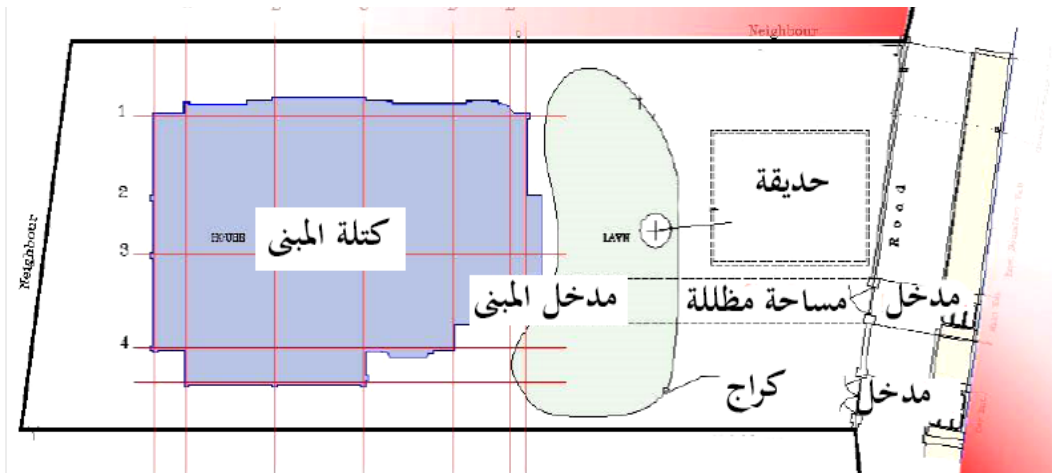 Neighbour
1
2
3
4
Neighbour
HOUSE
كتلة المبنى
LAWN
حديقة
Road
مدخل المبنى
مساحة مظللة
مدخل
كراج
مدخل